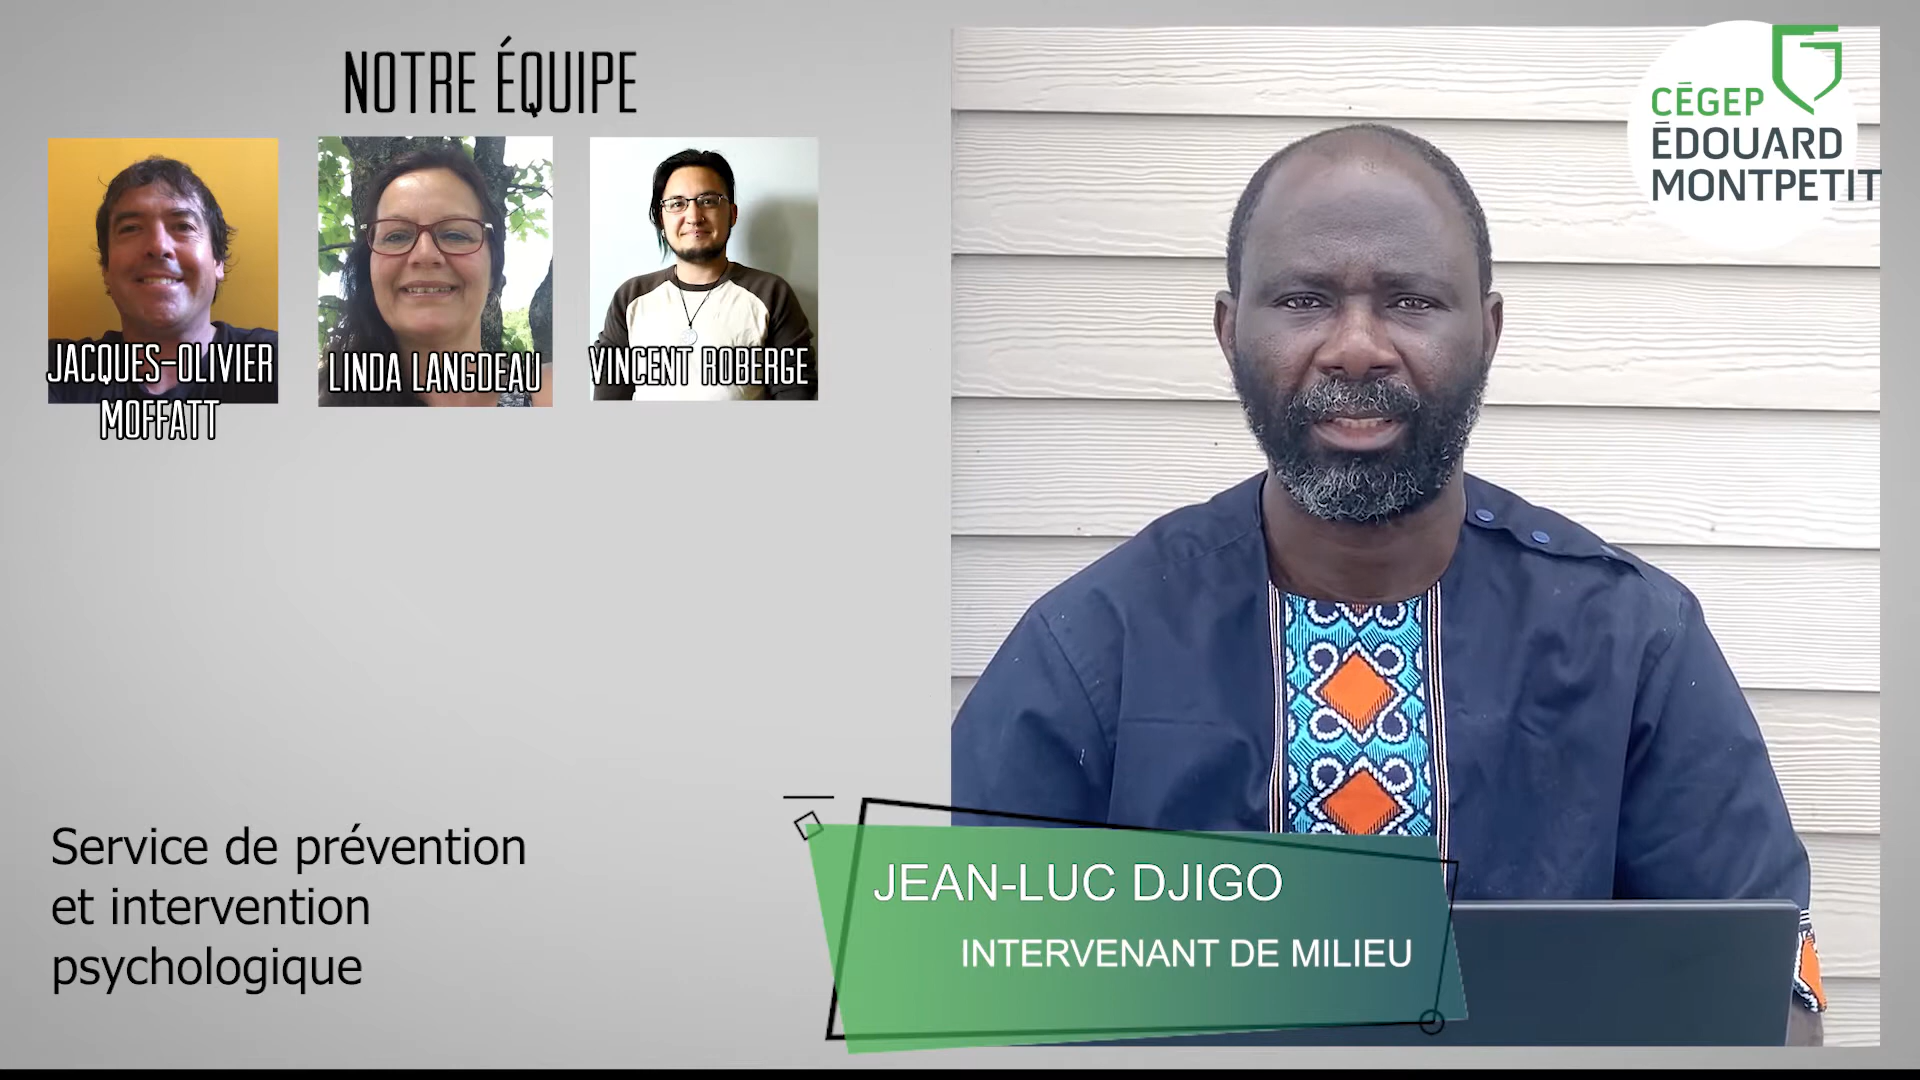 NOTRE ÉQUIPE
JACQUES-OLIVIER
MOFFATT
LINDA LANGDEAU
VINCENT ROBERGE
CÉGEP
ÉDOUARD
MONTPETIT
Service de prévention
et intervention
psychologique
JEAN-LUC DJIGO
INTERVENANT DE MILIEU